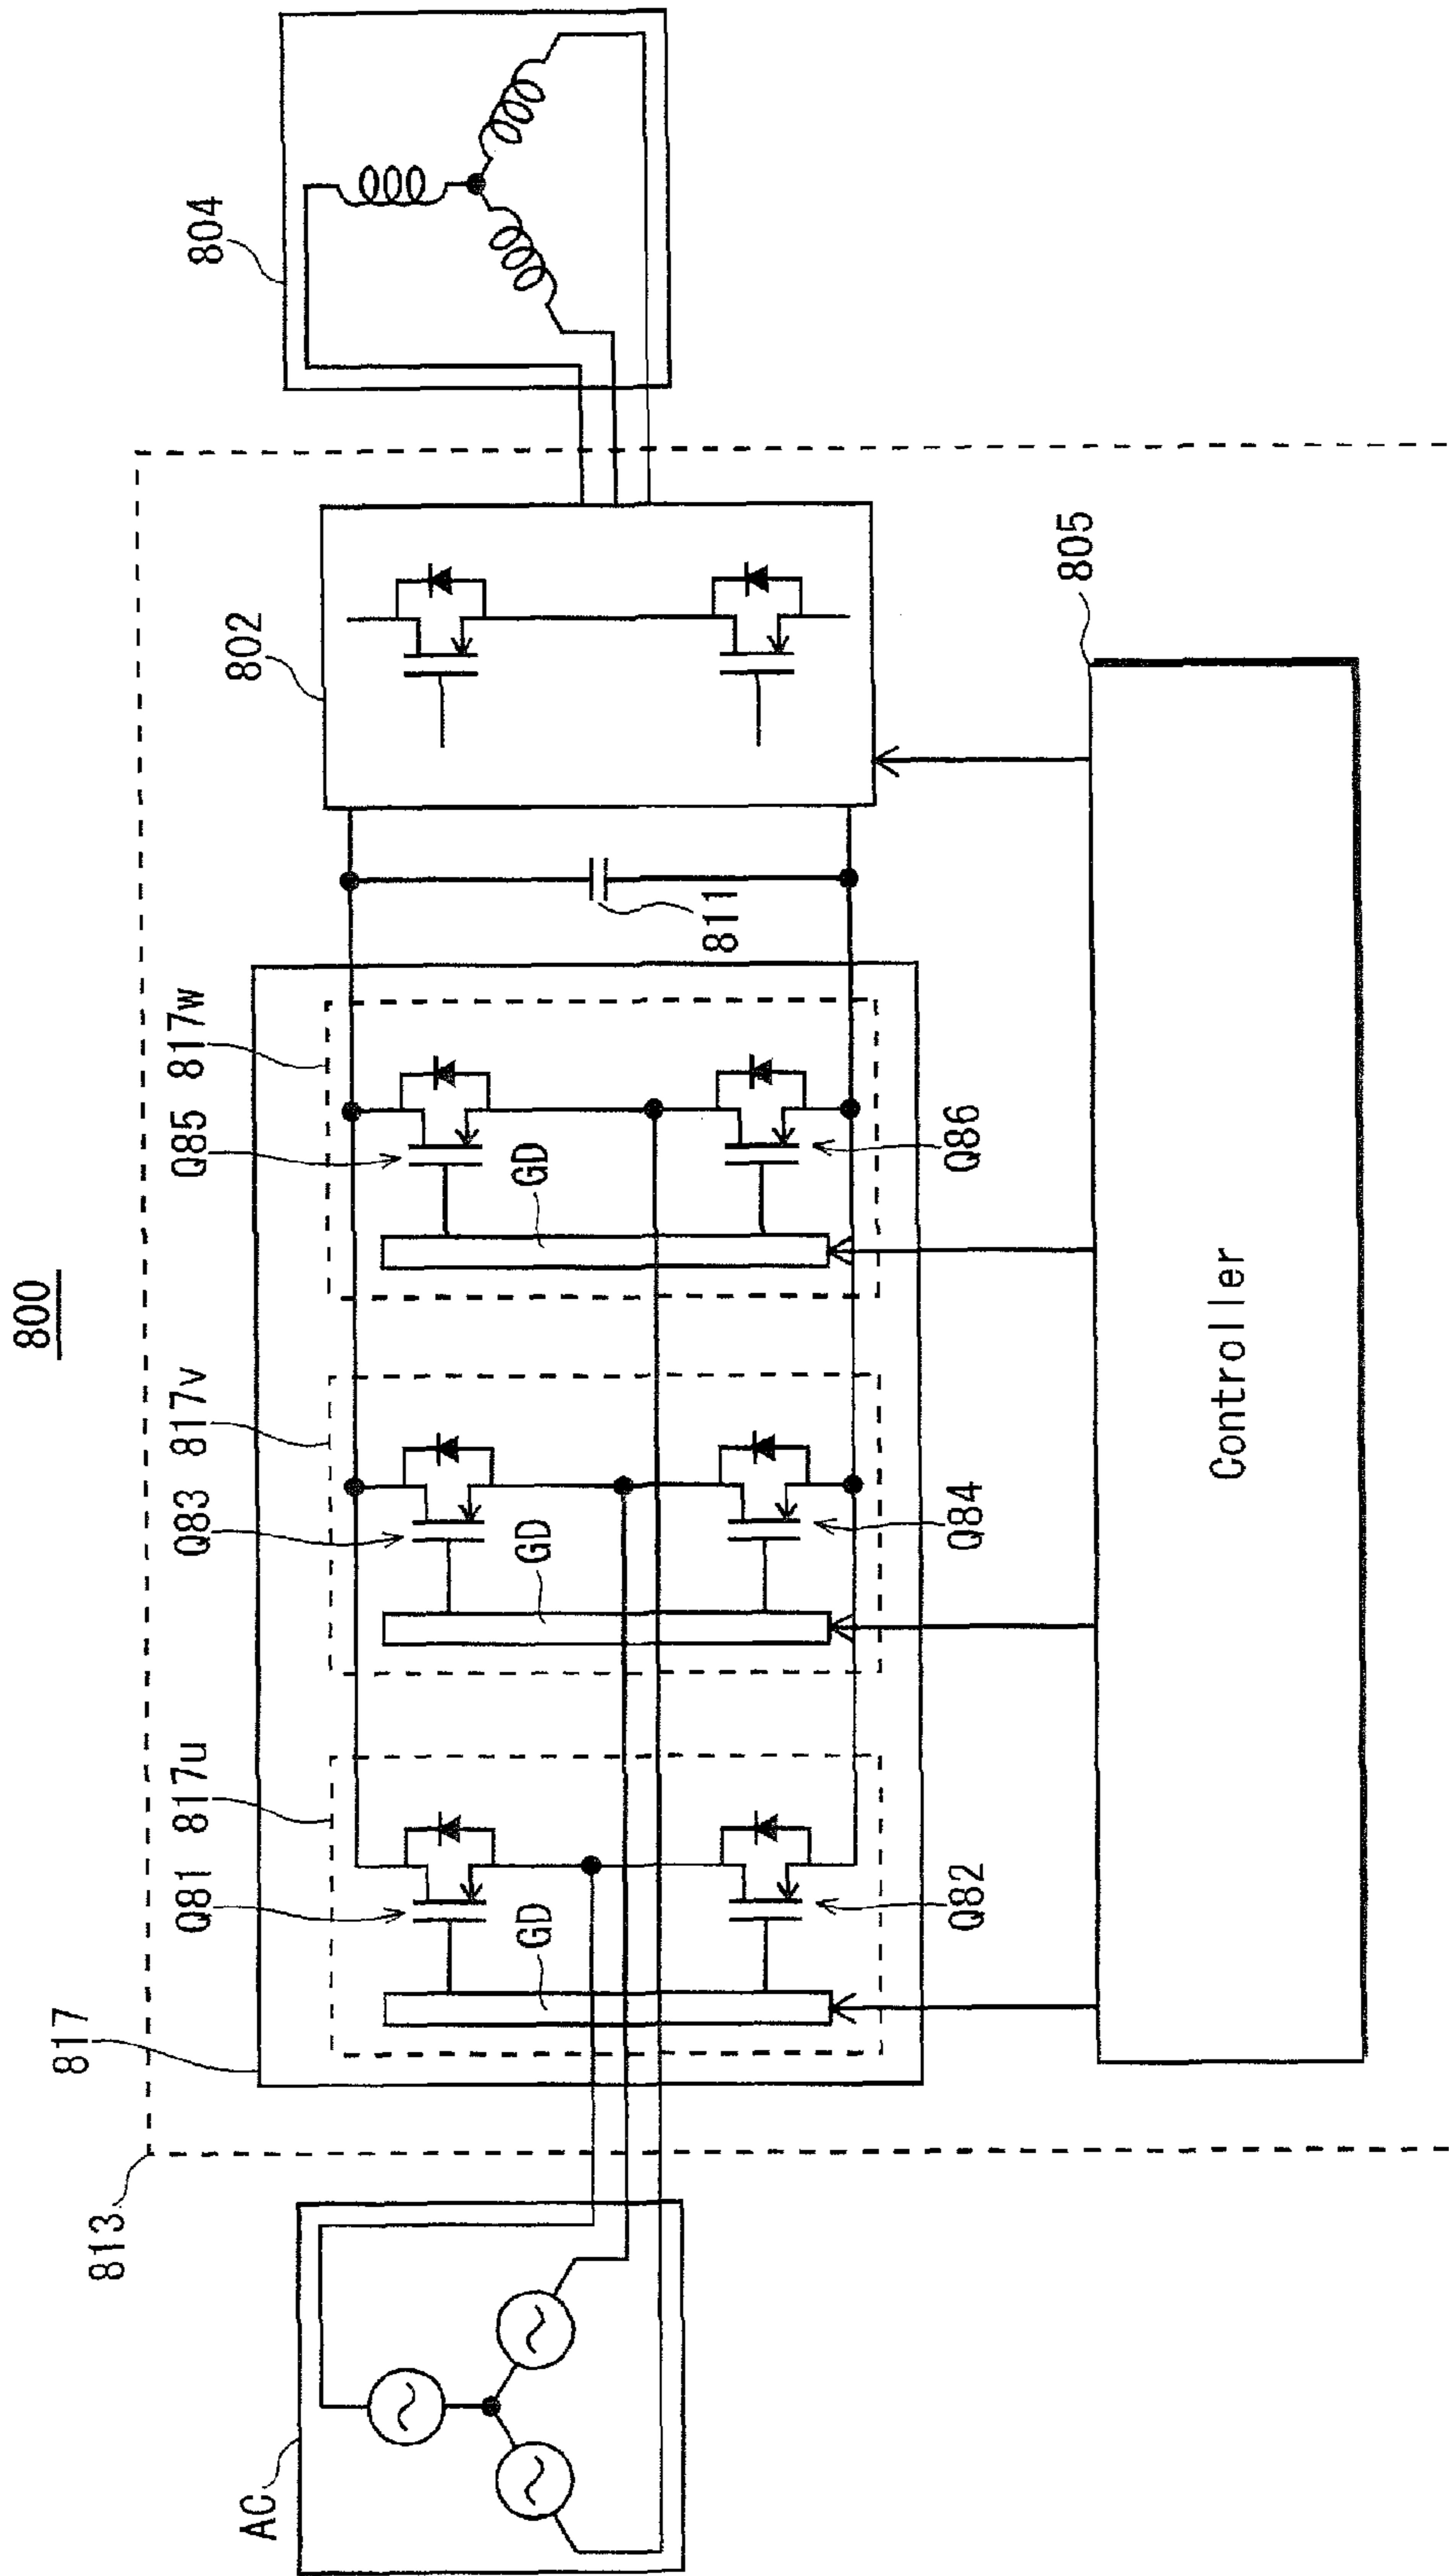 800
813
817
Q81 817u
Q83 817v
Q85 817w
802
804
AC
GD
GD
GD
811
Q82
Q84
Q86
805
Controller